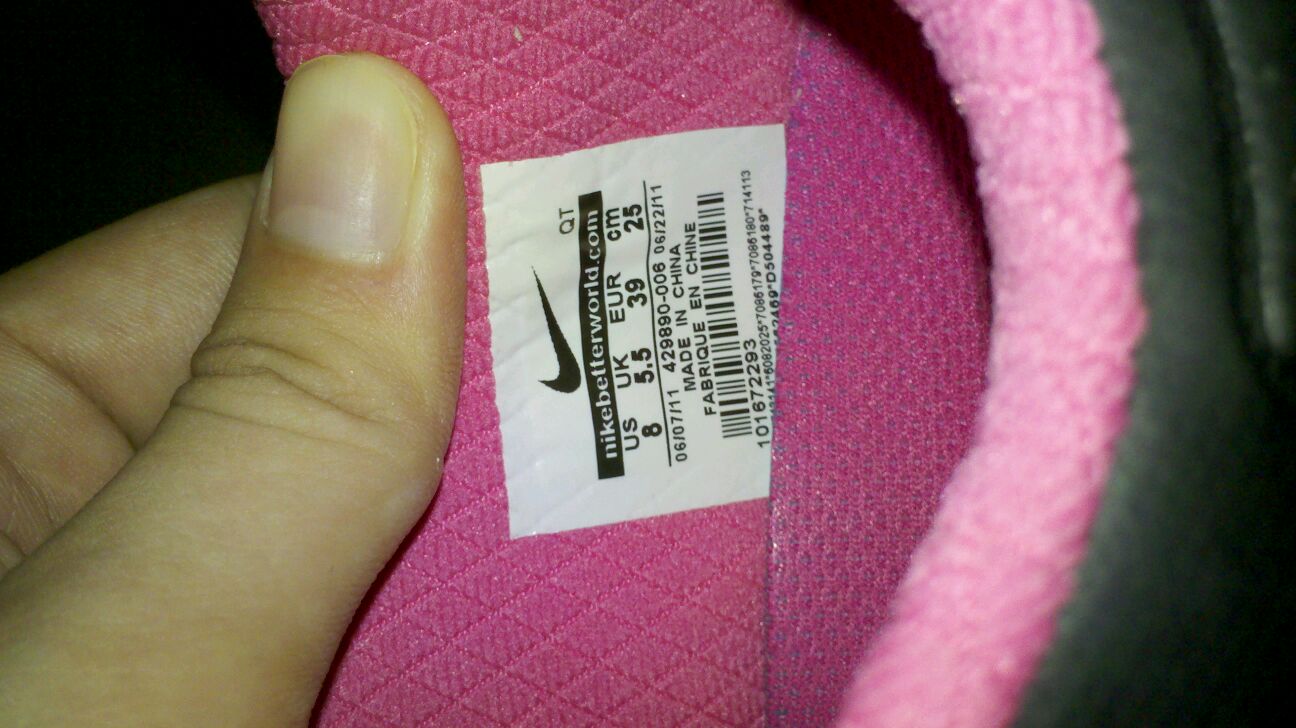 QT
nikebetterworld.com
US UK EUR cm
8 5.5 39 25
06/07/11 429890-006 06/22/11
MADE IN CHINA
FABRIQUE EN CHINE
101672293